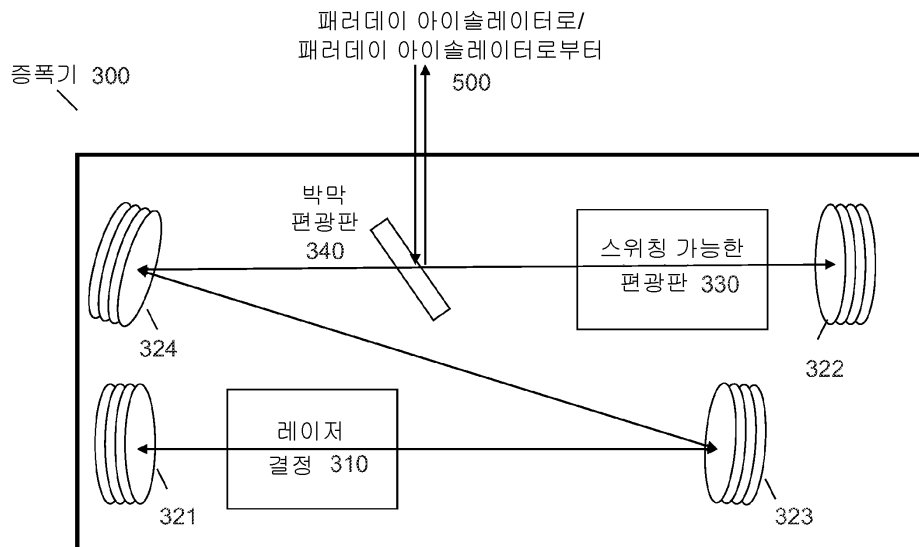 패러데이 아이솔레이터로/
패러데이 아이솔레이터로부터
500
증폭기 300
박막
편광판
340
스위칭 가능한
편광판 330
324
322
레이저
결정 310
321
323